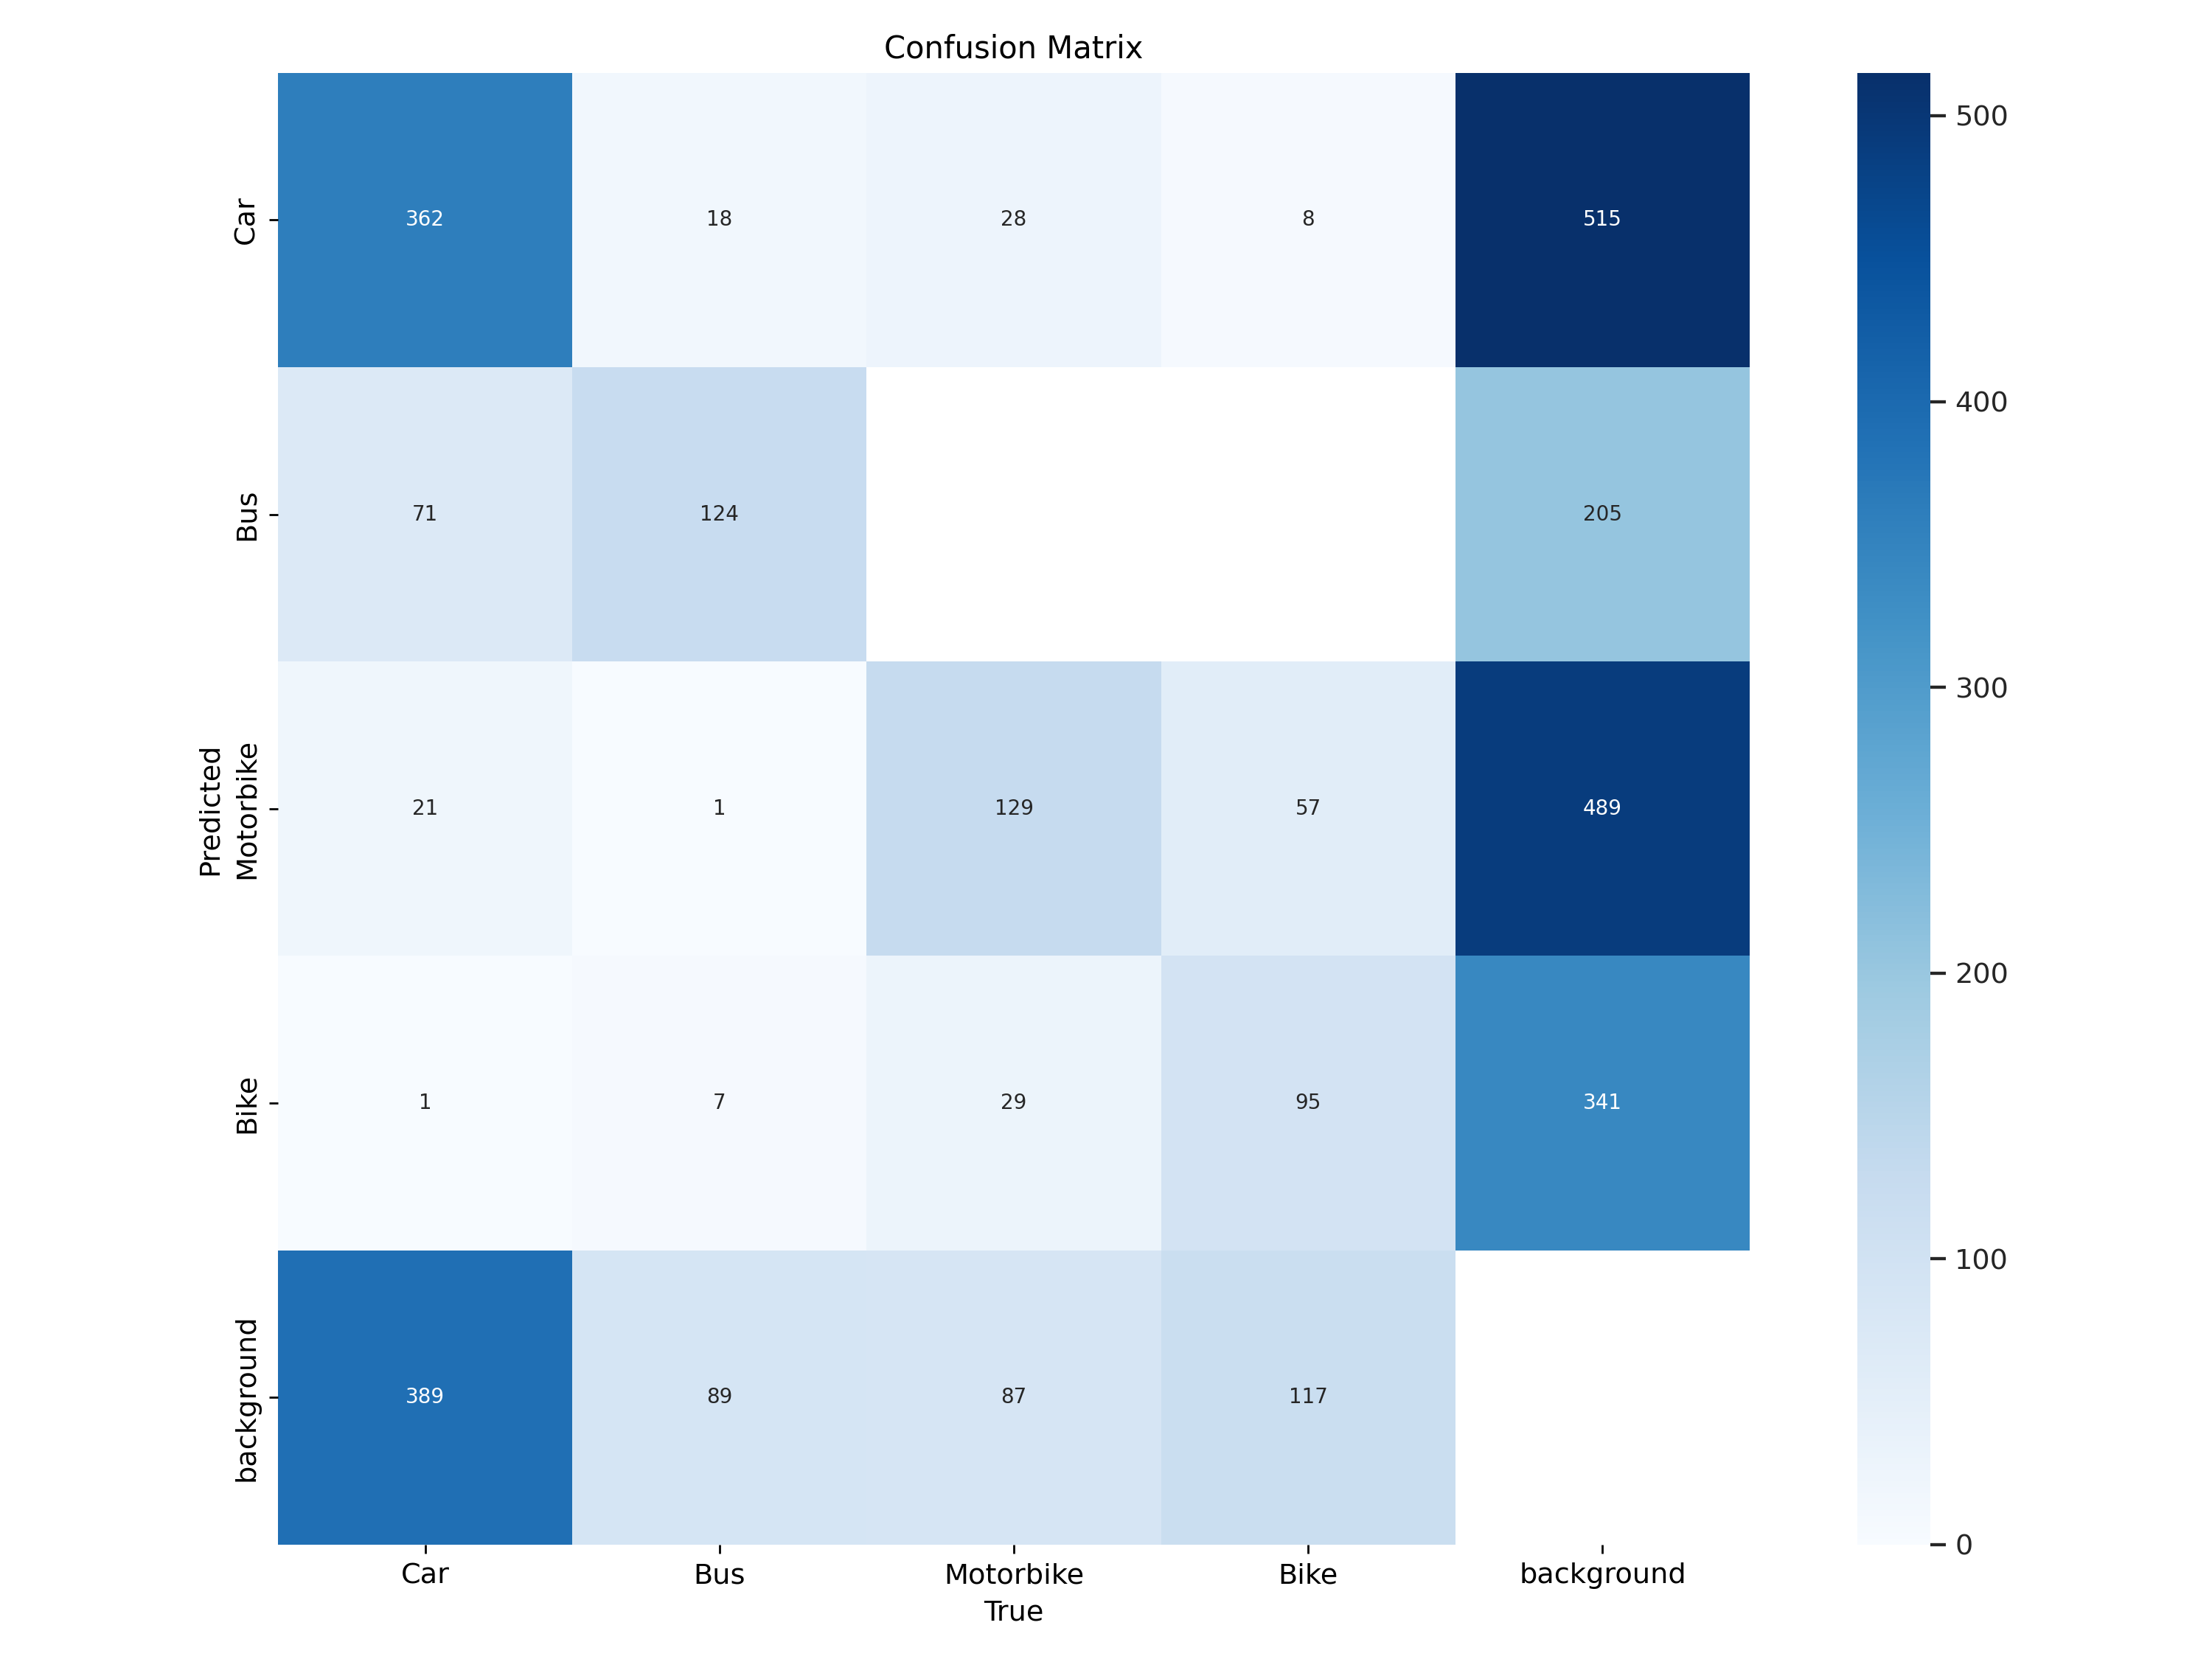 Confusion Matrix
Car
362
18
28
8
515
Bus
71
124
205
Predicted
Motorbike
21
1
129
57
489
Bike
1
7
29
95
341
background
389
89
87
117
Car
Bus
Motorbike
Bike
background
True
500
400
300
200
100
0